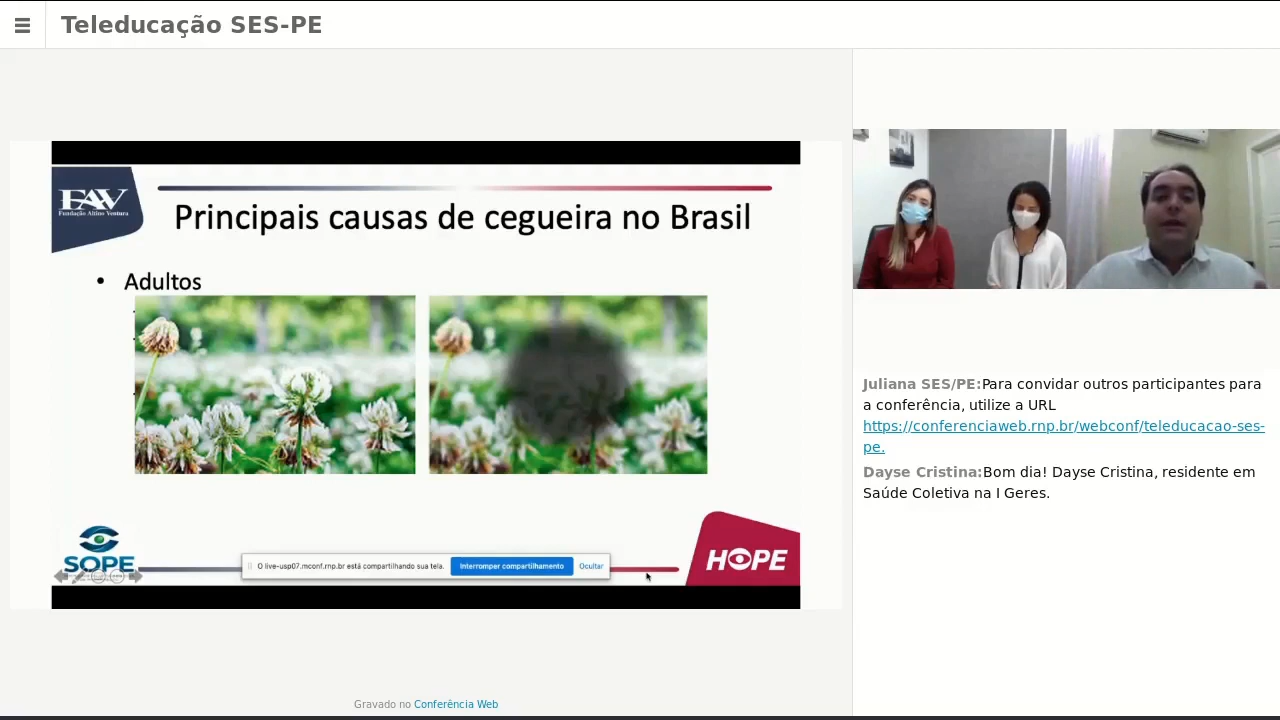 Teleducação SES-PE
FAV
Fundação Altino Ventura
Principais causas de cegueira no Brasil
• Adultos
SOPE
O live-usp07.mconf.rnp.br está compartilhando sua tela.
Interromper compartilhamento
Ocultar
HOPE
Juliana SES/PE:Para convidar outros participantes para
a conferência, utilize a URL
https://conferenciaweb.rnp.br/webconf/teleducacao-ses-
pe.
Dayse Cristina:Bom dia! Dayse Cristina, residente em
Saúde Coletiva na I Geres.
Gravado no Conferência Web